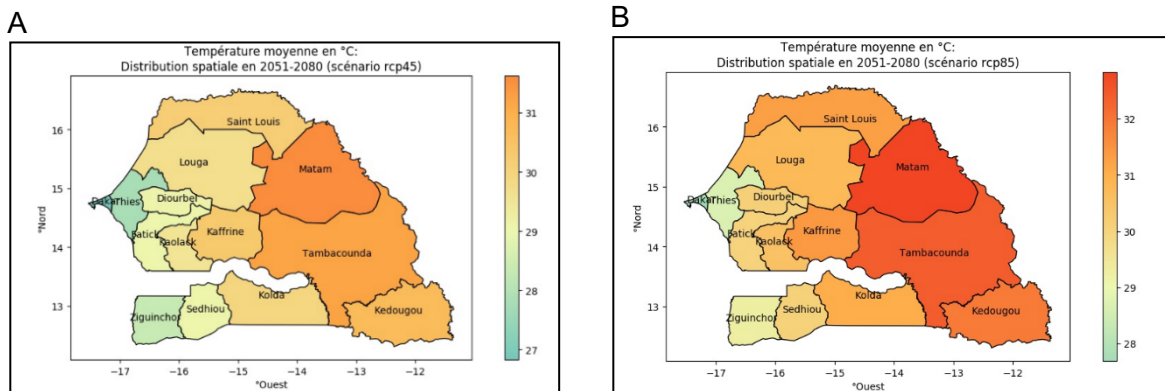 A
Température moyenne en °C:
Distribution spatiale en 2051-2080 (scénario rcp45)
16
15
14
13
°Nord
−17
−16
−15
−14
−13
−12
°Ouest
Saint Louis
Louga
Matam
Dakar
Thies
Diourbel
Fatick
Kaolack
Kaffrine
Tambacounda
Ziguinchor
Sedhiou
Kolda
Kedougou
31
30
29
28
27
B
Température moyenne en °C:
Distribution spatiale en 2051-2080 (scénario rcp85)
16
15
14
13
°Nord
−17
−16
−15
−14
−13
−12
°Ouest
Saint Louis
Louga
Matam
Dakar
Thies
Diourbel
Fatick
Kaolack
Kaffrine
Tambacounda
Ziguinchor
Sedhiou
Kolda
Kedougou
32
31
30
29
28